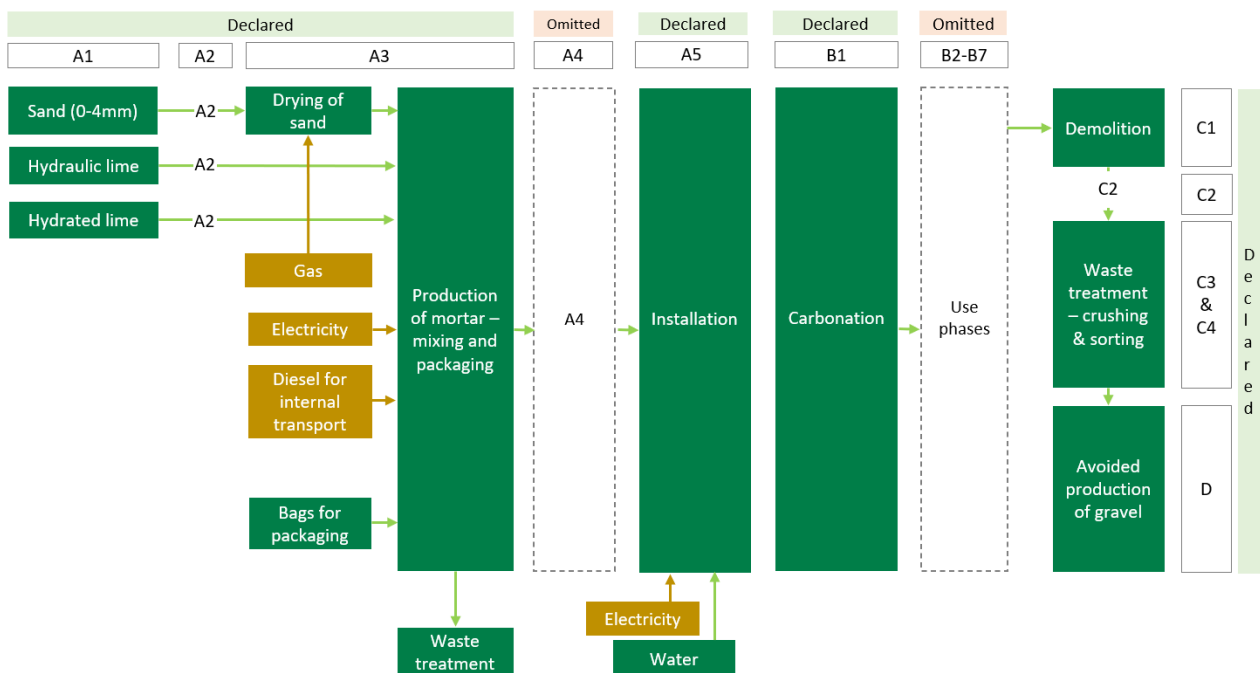 Declared
Omitted
Declared
Declared
Omitted
A1
A2
A3
A4
A5
B1
B2-B7
Sand (0-4mm)
A2
Drying of
sand
Hydraulic lime
A2
Hydrated lime
A2
Gas
Electricity
Diesel for
internal
transport
Bags for
packaging
Production
of mortar –
mixing and
packaging
Waste
treatment
A4
Installation
Electricity
Water
Carbonation
Use
phases
Demolition
C1
C2
C2
Waste
treatment
– crushing
& sorting
C3
&
C4
Avoided
production
of gravel
D
D
e
c
l
a
r
e
d